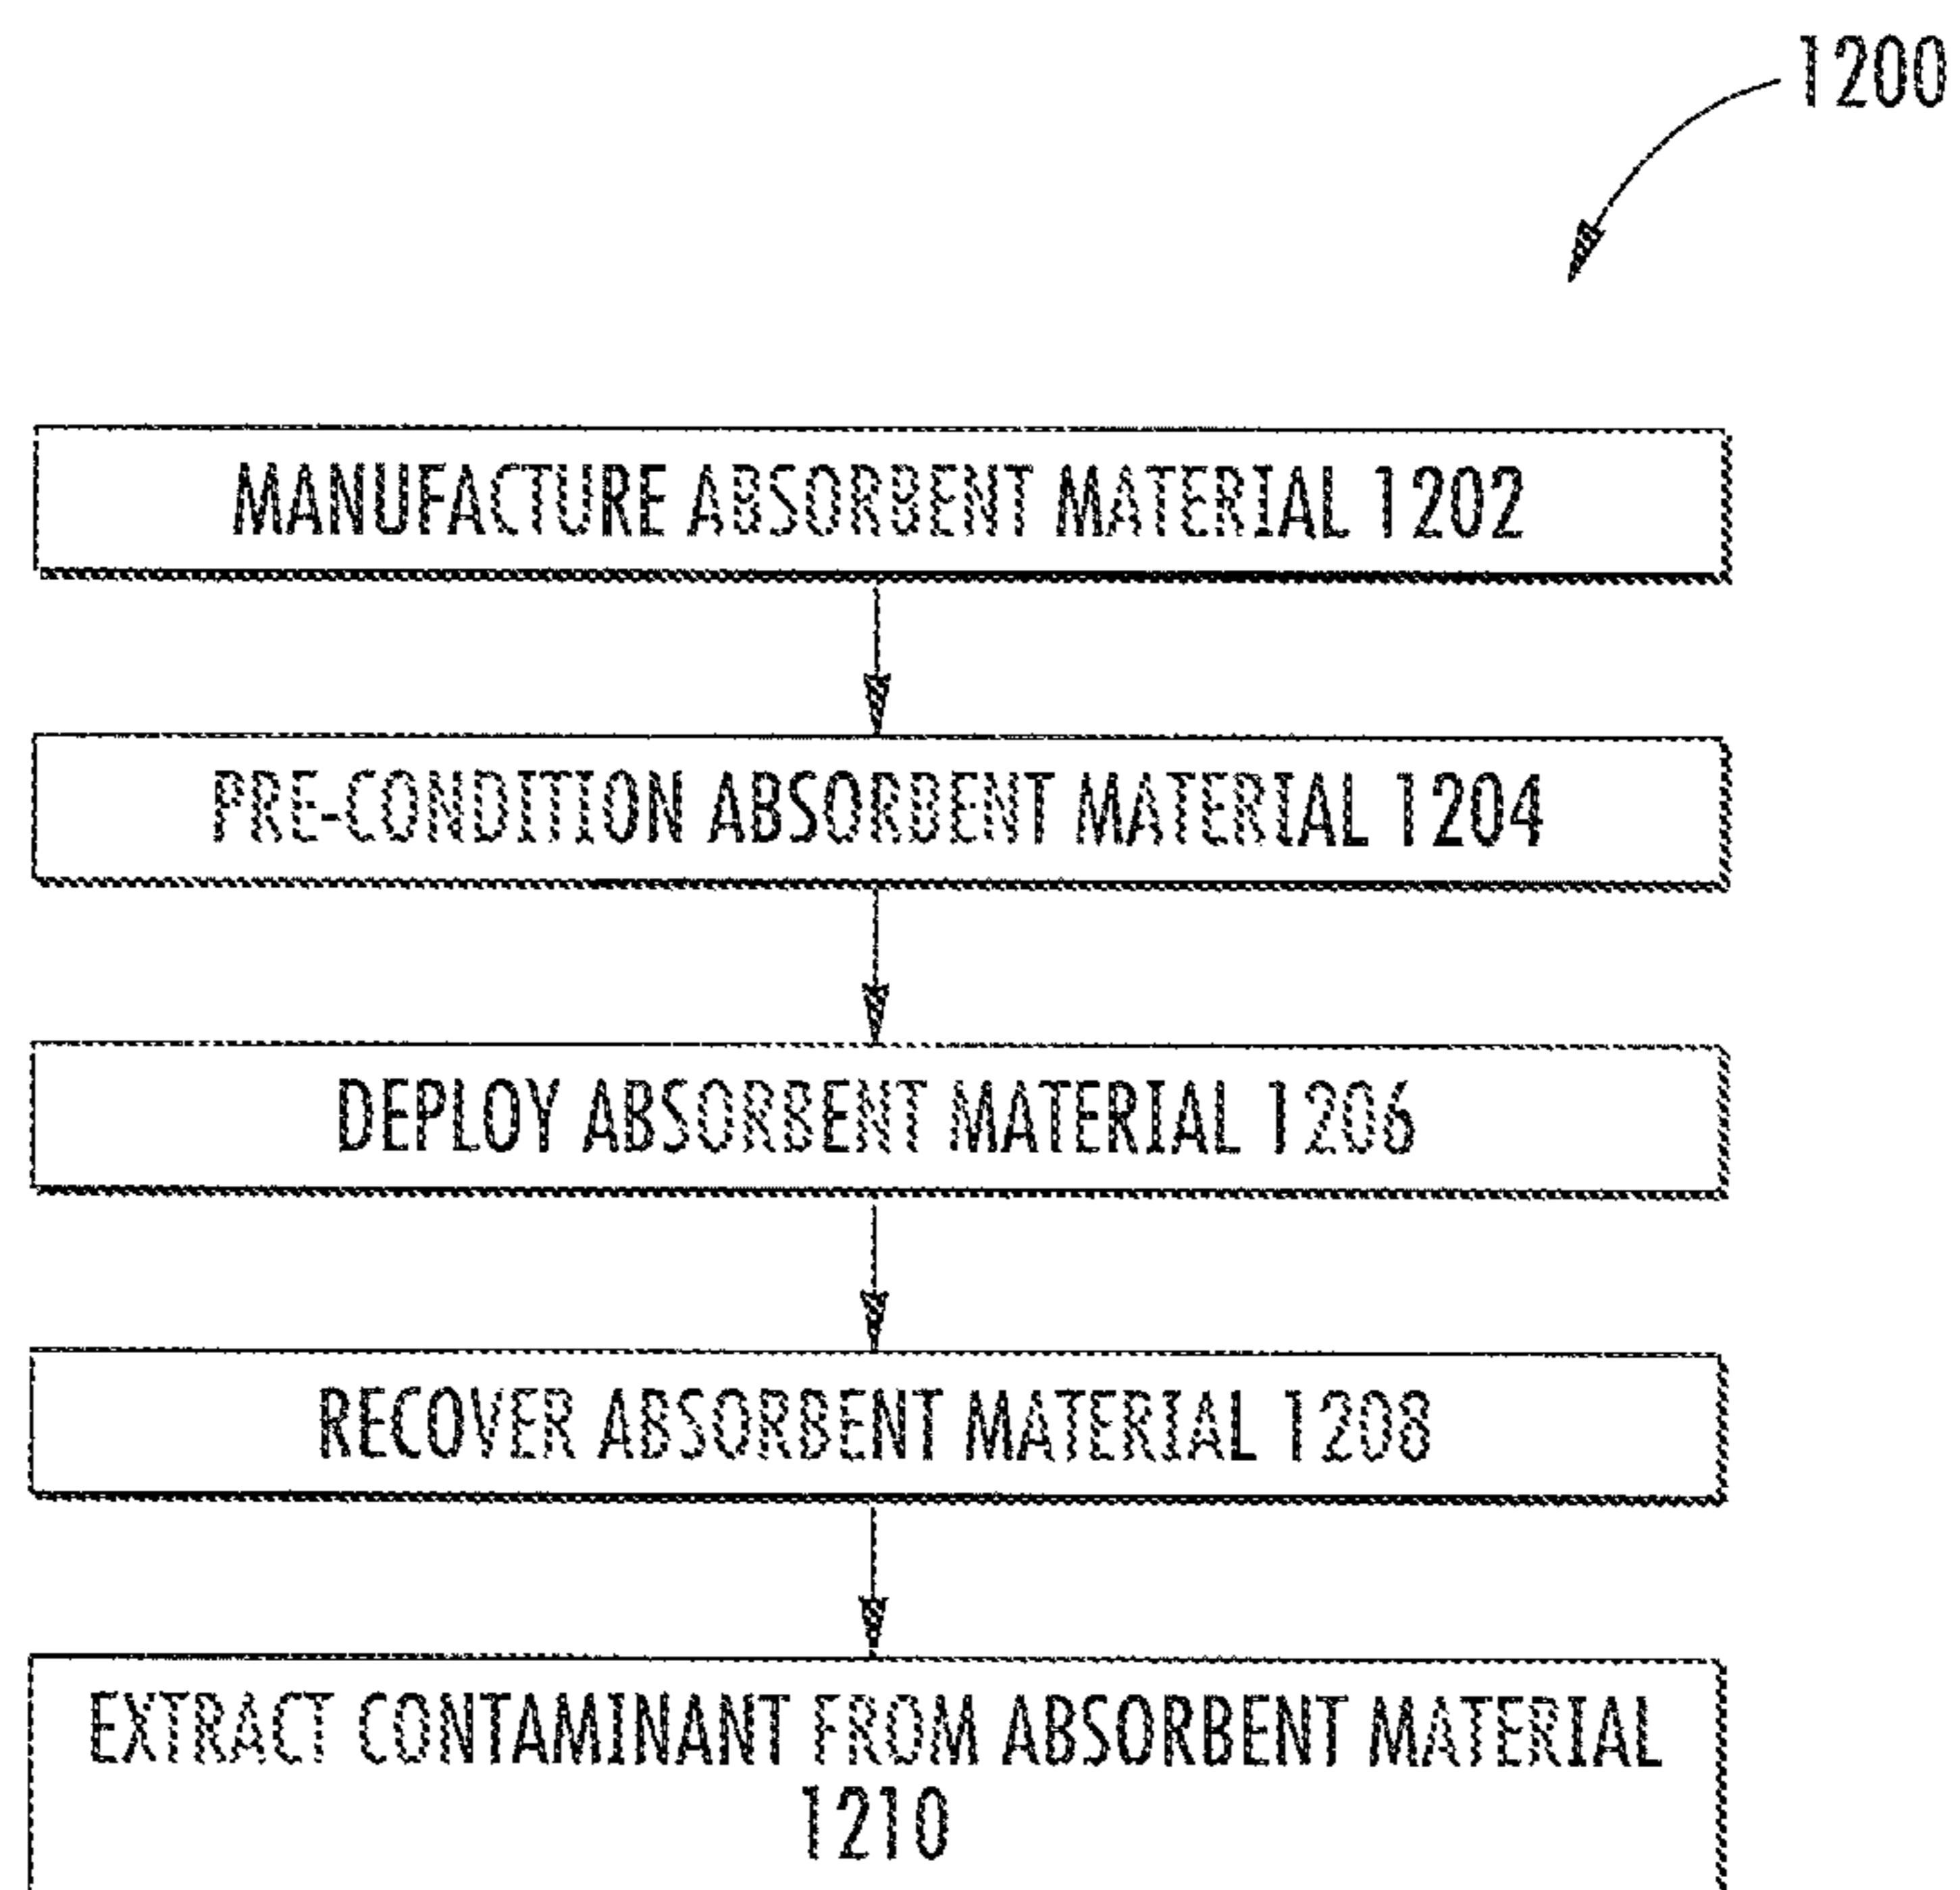 1200
MANUFACTURE ABSORBENT MATERIAL 1202
PRE-CONDITION ABSORBENT MATERIAL 1204
DEPLOY ABSORBENT MATERIAL 1206
RECOVER ABSORBENT MATERIAL 1208
EXTRACT CONTAMINANT FROM ABSORBENT MATERIAL
1210